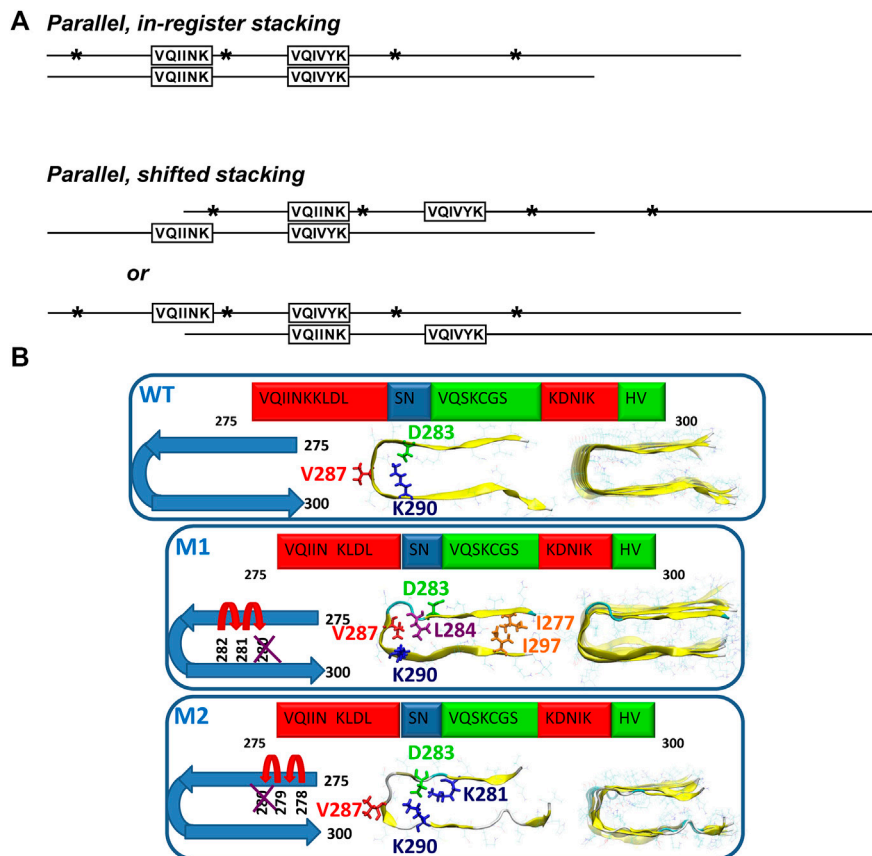 A
Parallel, in-register stacking
* VQIINK * VQIVYK * *
VQIINK VQIVYK
Parallel, shifted stacking
* VQIINK * VQIVYK * *
VQIINK VQIVYK
or
* VQIINK * VQIVYK * *
VQIINK VQIVYK
B
WT
VQIINKKLDL SN VQSKCGS KDNIK HV
275 300
275 D283
V287
300 K290
M1
VQIIN KLDL SN VQSKCGS KDNIK HV
275 300
D283
275 I277
V287 L284
282 281 280 I297
300 K290
M2
VQIIN KLDL SN VQSKCGS KDNIK HV
275 300
D283
275
280 279 278 K281
V287
300 K290